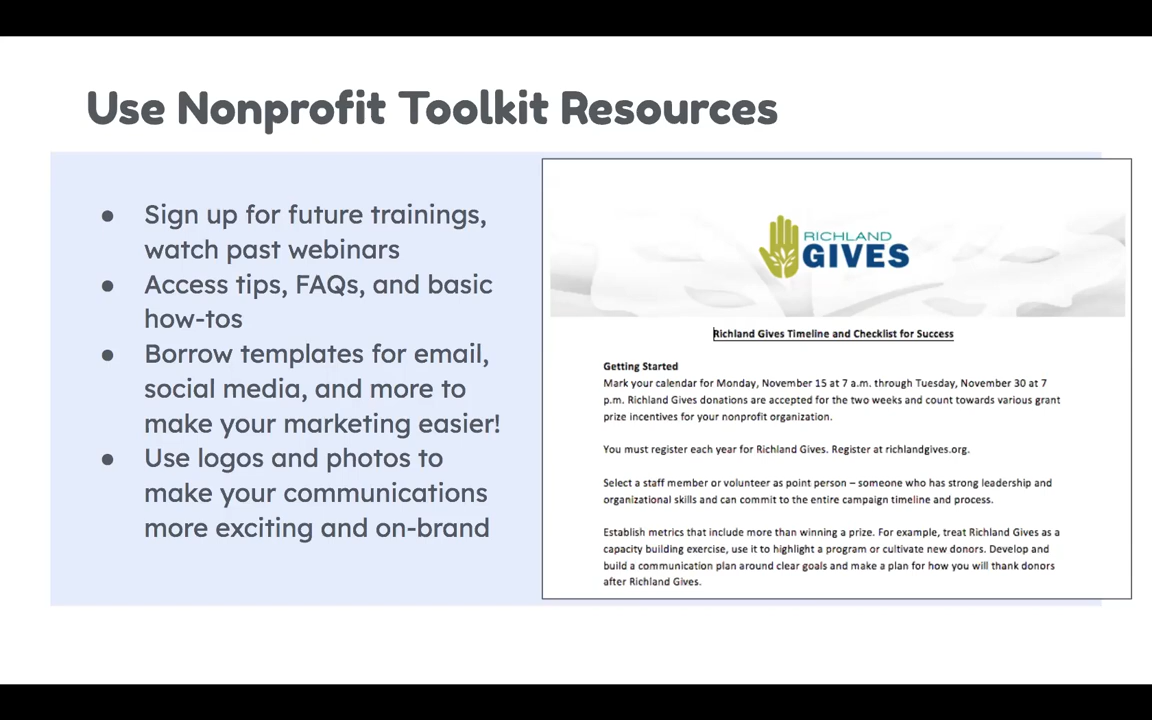 Use Nonprofit Toolkit Resources
● Sign up for future trainings,
watch past webinars
● Access tips, FAQs, and basic
how-tos
● Borrow templates for email,
social media, and more to
make your marketing easier!
● Use logos and photos to
make your communications
more exciting and on-brand
RICHLAND
GIVES
Richland Gives Timeline and Checklist for Success
Getting Started
Mark your calendar for Monday, November 15 at 7 a.m. through Tuesday, November 30 at 7
p.m. Richland Gives donations are accepted for the two weeks and count towards various grant
prize incentives for your nonprofit organization.
You must register each year for Richland Gives. Register at richlandgives.org.
Select a staff member or volunteer as point person – someone who has strong leadership and
organizational skills and can commit to the entire campaign timeline and process.
Establish metrics that include more than winning a prize. For example, treat Richland Gives as a
capacity building exercise, use it to highlight a program or cultivate new donors. Develop and
build a communication plan around clear goals and make a plan for how you will thank donors
after Richland Gives.